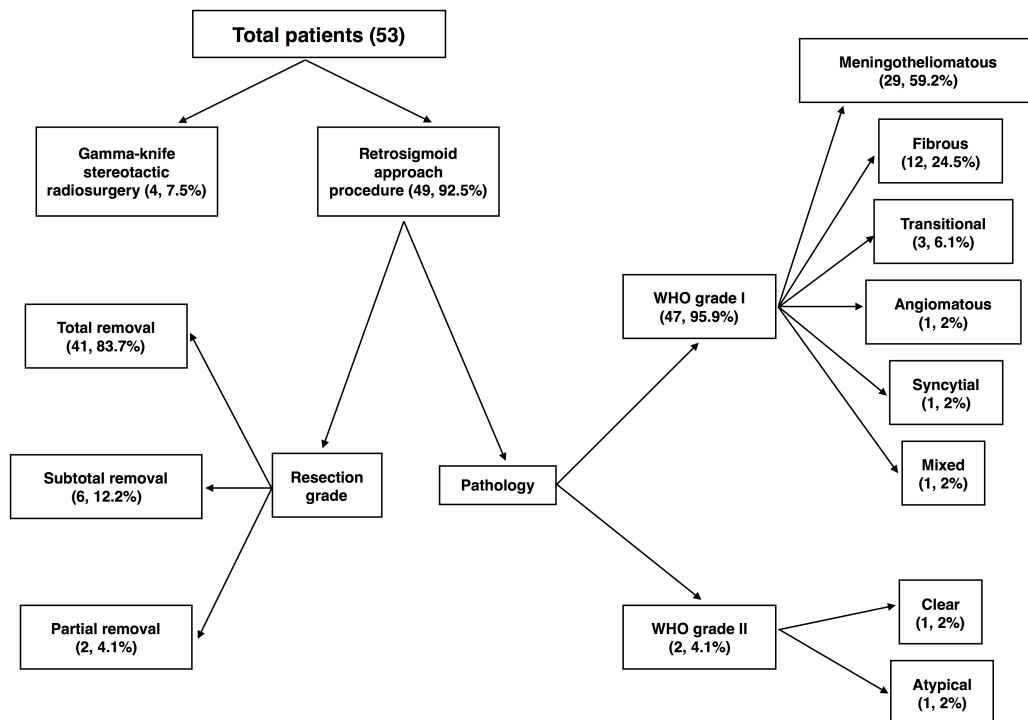 Total patients (53)
Gamma-knife
stereotactic
radiosurgery (4, 7.5%)
Retrosigmoid
approach
procedure (49, 92.5%)
Total removal
(41, 83.7%)
Subtotal removal
(6, 12.2%)
Partial removal
(2, 4.1%)
Resection
grade
Pathology
WHO grade I
(47, 95.9%)
WHO grade II
(2, 4.1%)
Meningotheliomatous
(29, 59.2%)
Fibrous
(12, 24.5%)
Transitional
(3, 6.1%)
Angiomatous
(1, 2%)
Syncytial
(1, 2%)
Mixed
(1, 2%)
Clear
(1, 2%)
Atypical
(1, 2%)